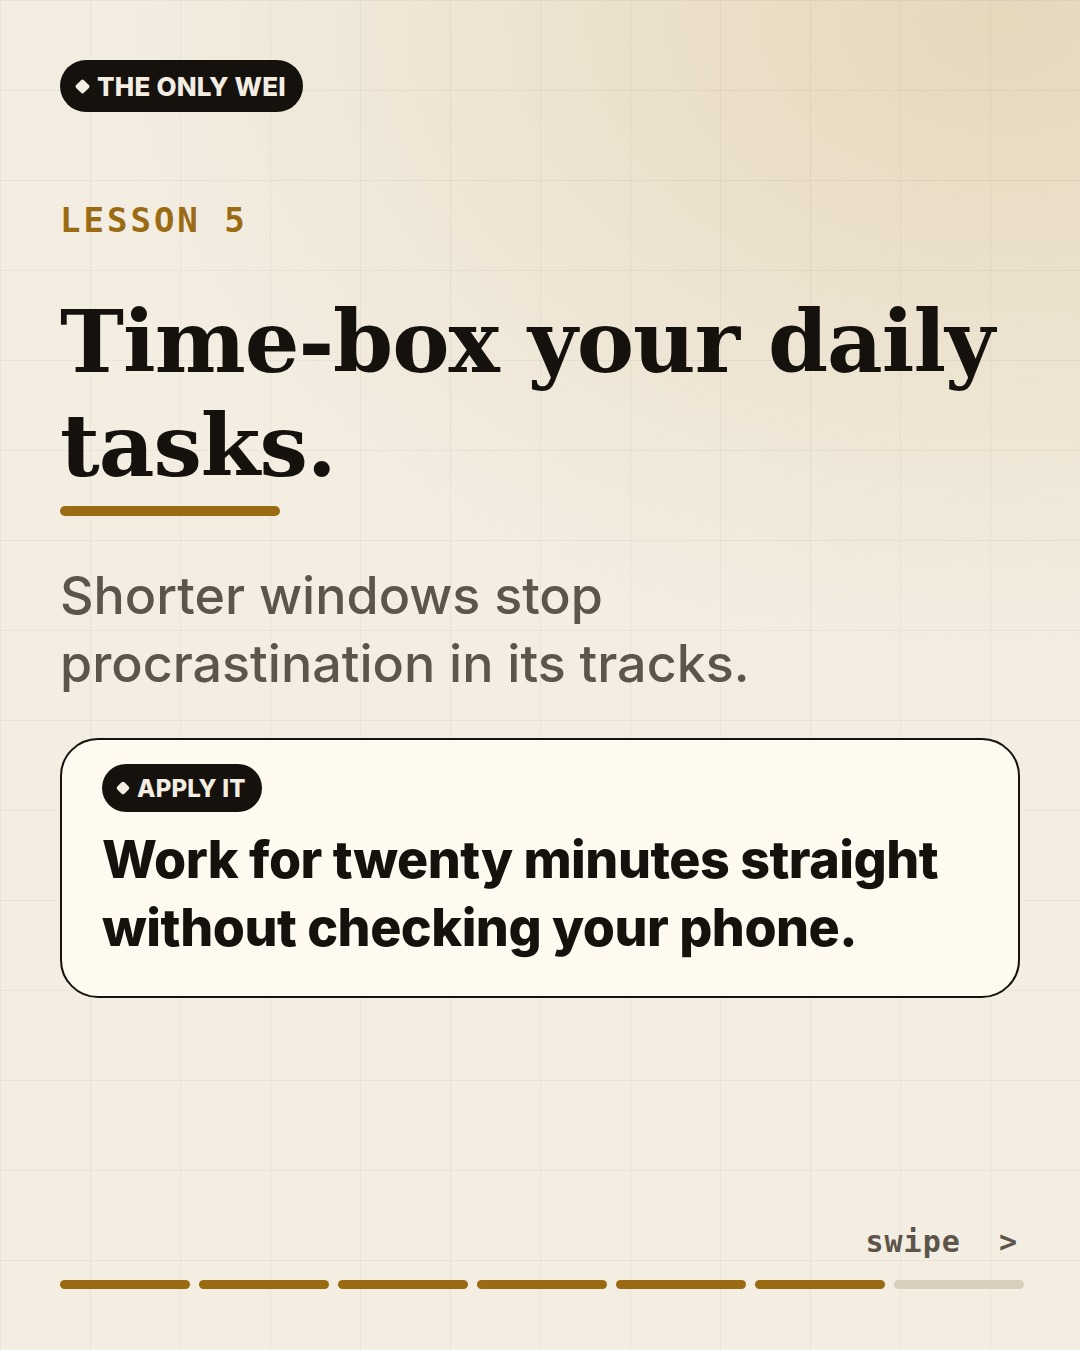 THE ONLY WEI
LESSON 5
Time-box your daily
tasks.
Shorter windows stop
procrastination in its tracks.
APPLY IT
Work for twenty minutes straight
without checking your phone.
swipe >